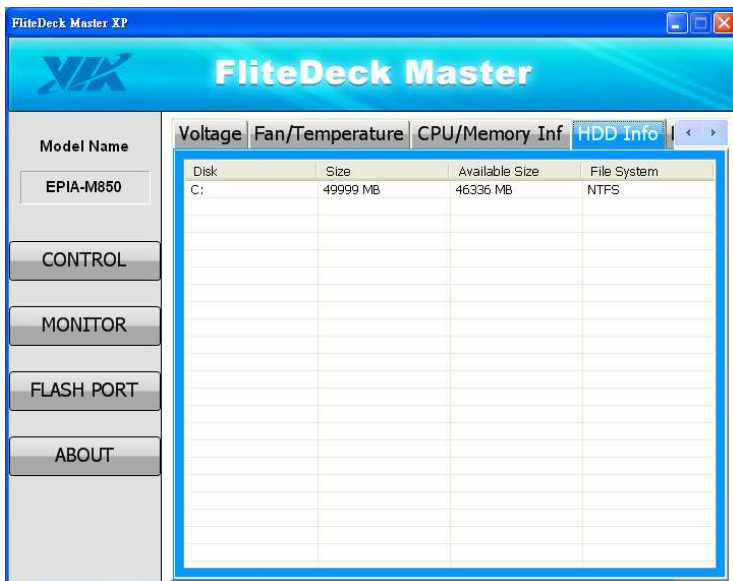 FliteDeck Master XP
VIA
FliteDeck Master
Model Name
EPIA-M850
CONTROL
MONITOR
FLASH PORT
ABOUT
Voltage Fan/Temperature CPU/Memory Inf HDD Info
Disk Size Available Size File System
C: 49999 MB 46336 MB NTFS